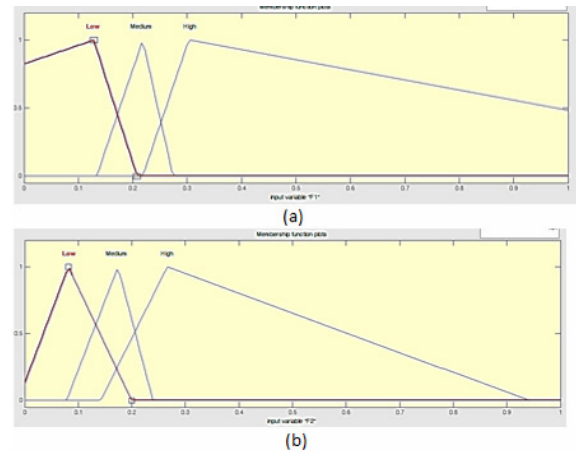 Membership function plots
Low Medium High
1
0.5
0
0 0.1 0.2 0.3 0.4 0.5 0.6 0.7 0.8 0.9 1
input variable "F1"
(a)
Membership function plots
Low Medium High
1
0.5
0
0 0.1 0.2 0.3 0.4 0.5 0.6 0.7 0.8 0.9 1
input variable "F2"
(b)